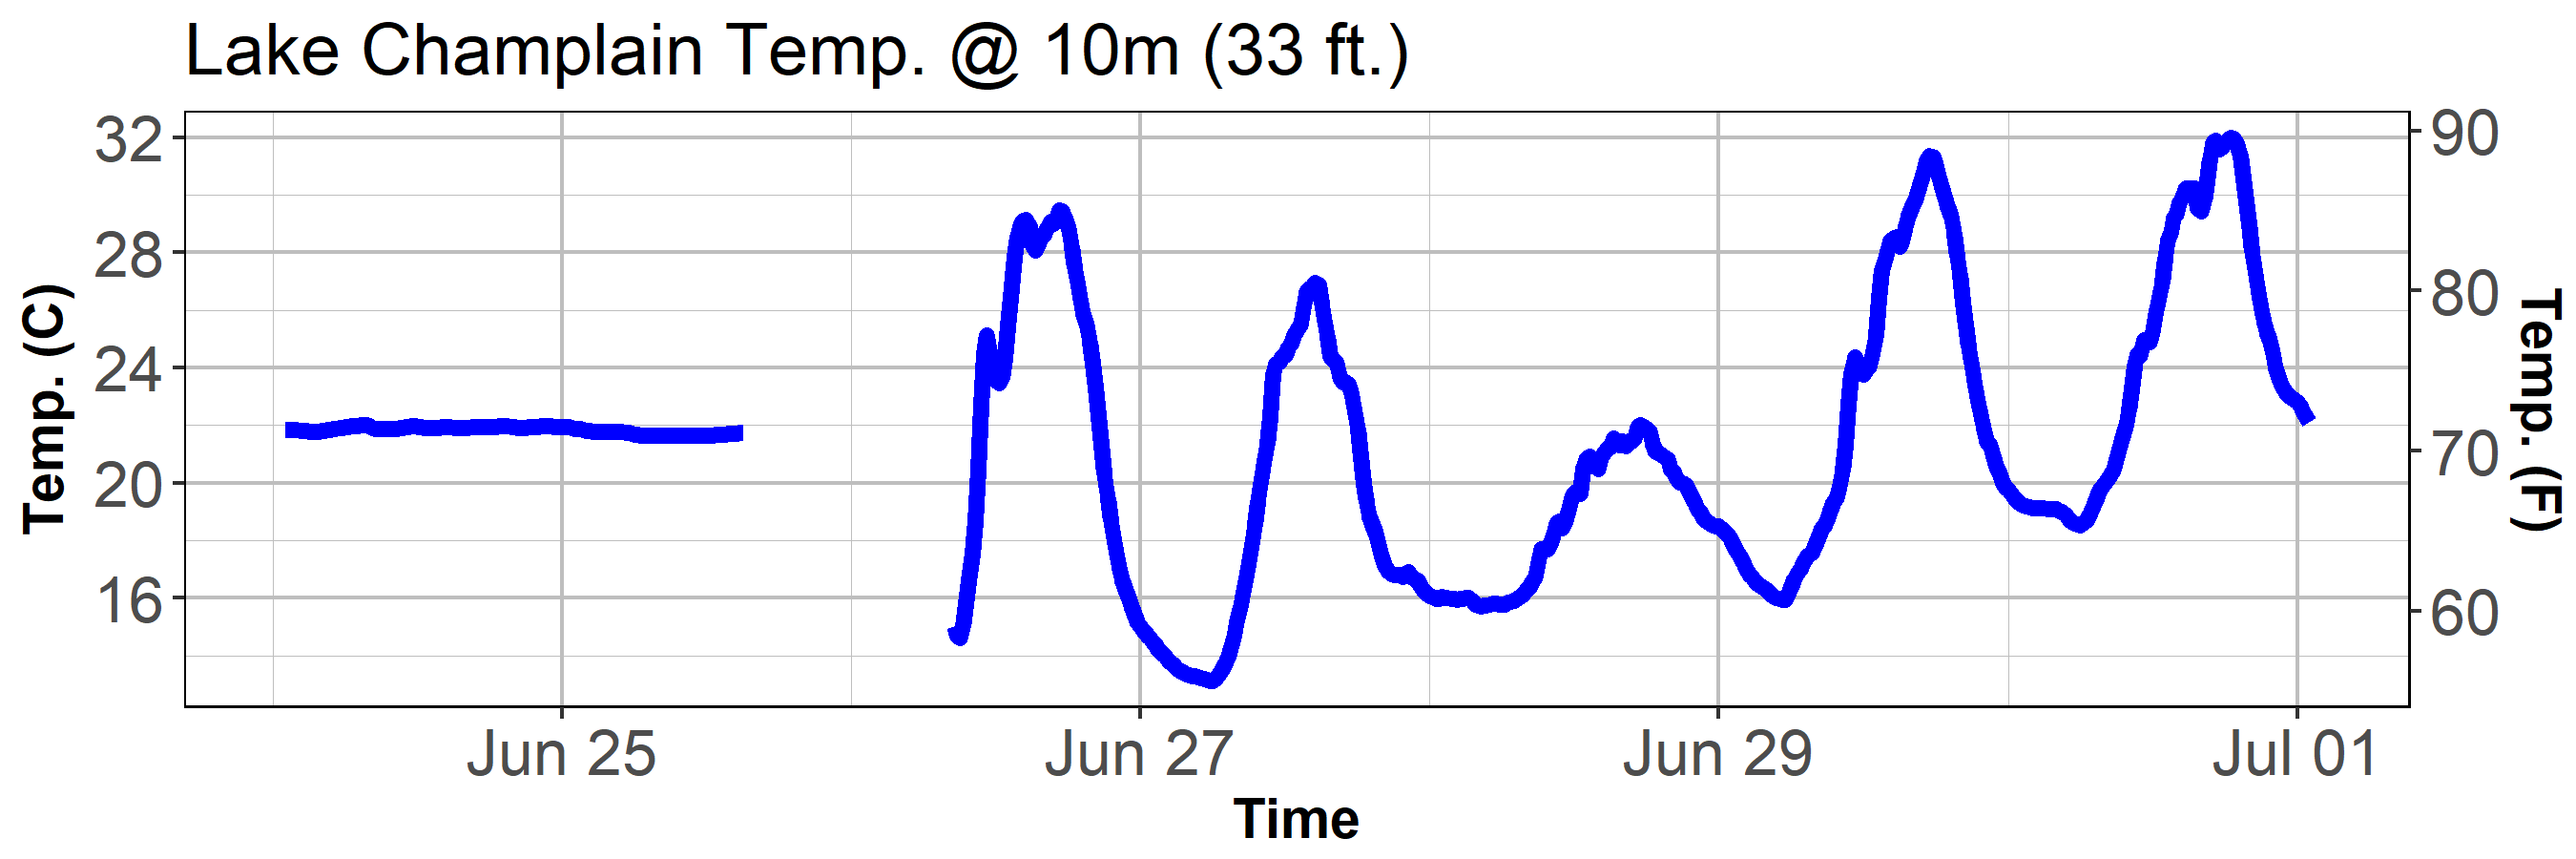 Lake Champlain Temp. @ 10m (33 ft.)
32
28
24
20
16
Temp. (C)
90
80
70
60
Temp. (F)
Jun 25
Jun 27
Jun 29
Jul 01
Time